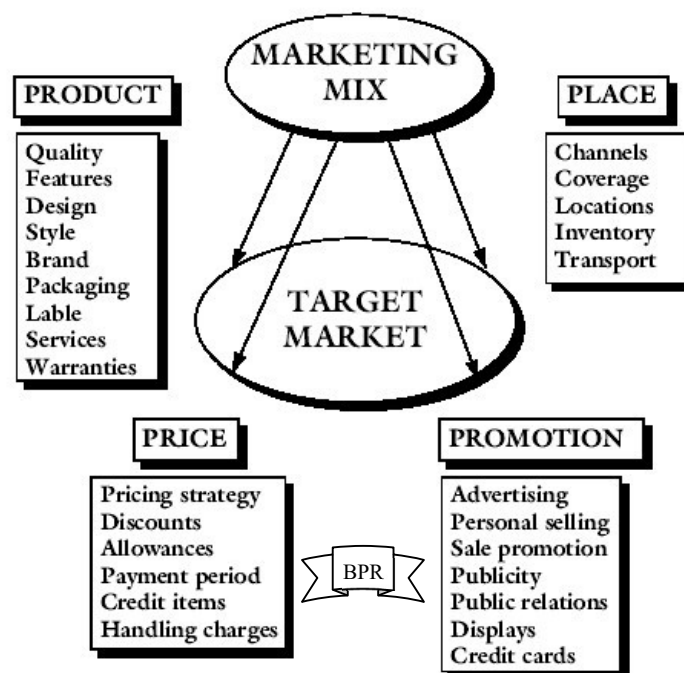 MARKETING
MIX
PRODUCT
Quality
Features
Design
Style
Brand
Packaging
Lable
Services
Warranties
PLACE
Channels
Coverage
Locations
Inventory
Transport
TARGET
MARKET
PRICE
Pricing strategy
Discounts
Allowances
Payment period
Credit items
Handling charges
BPR
PROMOTION
Advertising
Personal selling
Sale promotion
Publicity
Public relations
Displays
Credit cards